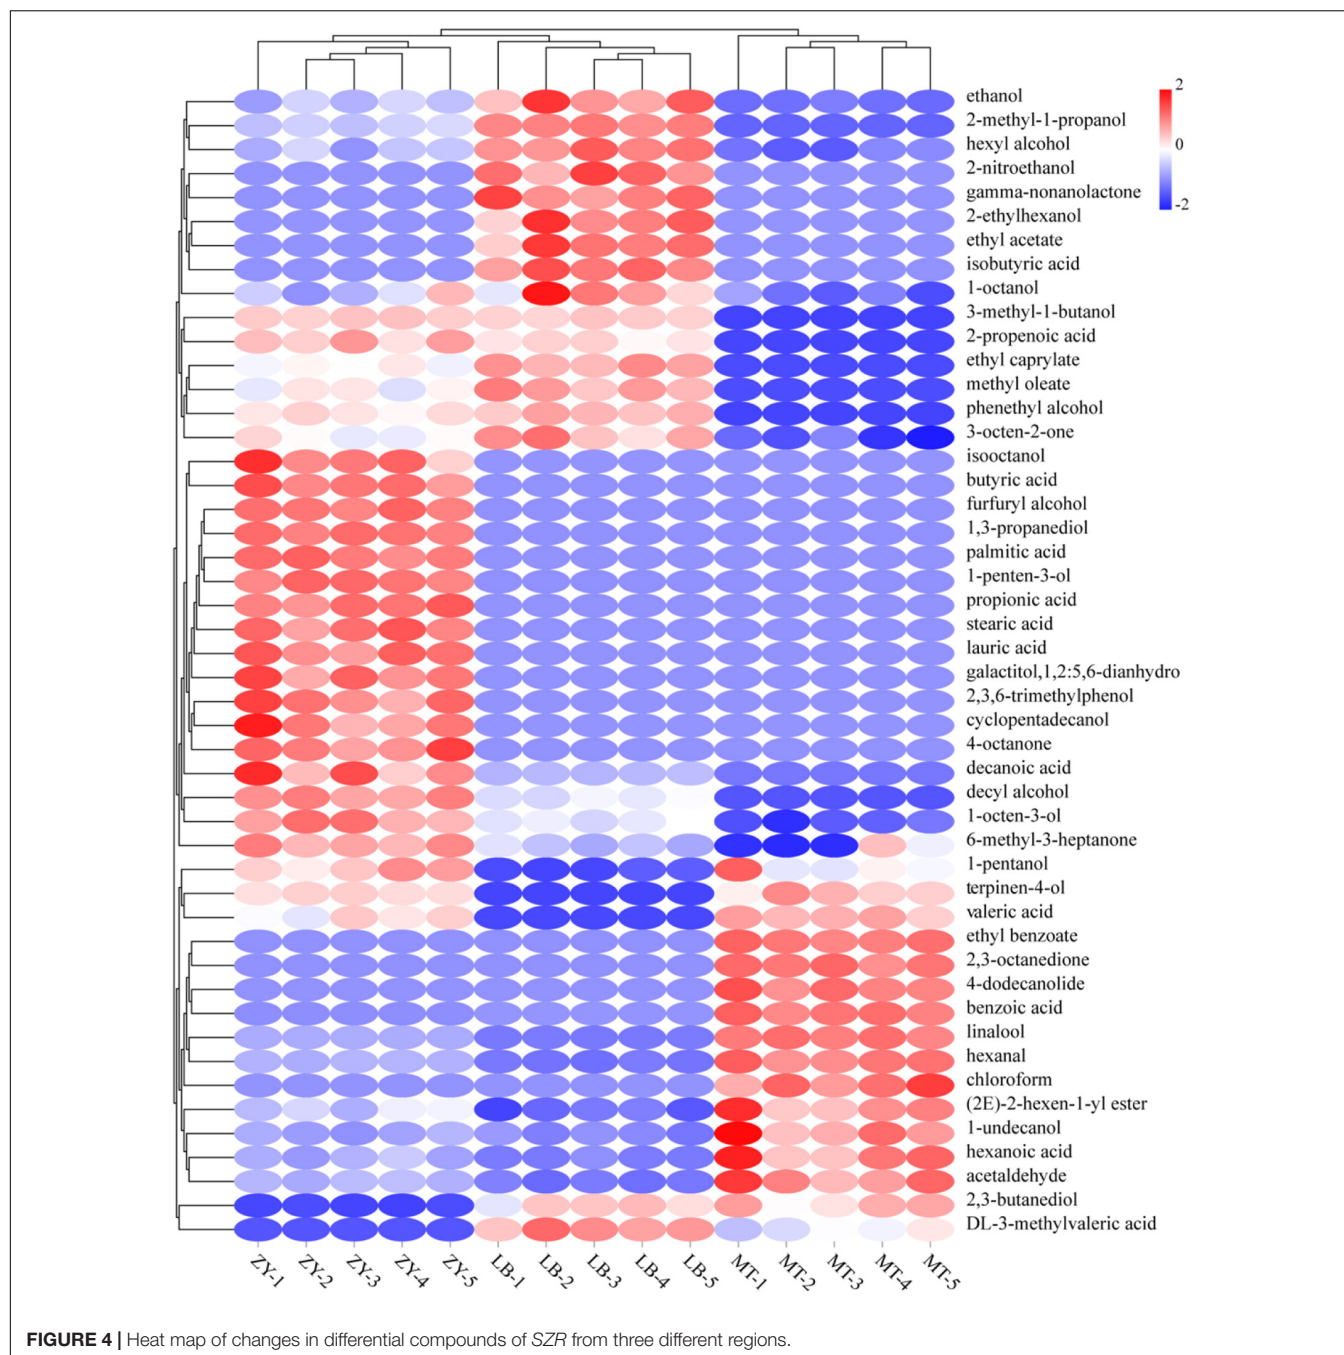 ethanol
2-methyl-1-propanol
hexyl alcohol
2-nitroethanol
gamma-nonanolactone
2-ethylhexanol
ethyl acetate
isobutyric acid
1-octanol
3-methyl-1-butanol
2-propenoic acid
ethyl caprylate
methyl oleate
phenethyl alcohol
3-octen-2-one
isooctanol
butyric acid
furfuryl alcohol
1,3-propanediol
palmitic acid
1-penten-3-ol
propionic acid
stearic acid
lauric acid
galactitol,1,2:5,6-dianhydro
2,3,6-trimethylphenol
cyclopentadecanol
4-octanone
decanoic acid
decyl alcohol
1-octen-3-ol
6-methyl-3-heptanone
1-pentanol
terpinen-4-ol
valeric acid
ethyl benzoate
2,3-octanedione
4-dodecanolide
benzoic acid
linalool
hexanal
chloroform
(2E)-2-hexen-1-yl ester
1-undecanol
hexanoic acid
acetaldehyde
2,3-butanediol
DL-3-methylvaleric acid
2
0
-2
ZY-1
ZY-2
ZY-3
ZY-4
ZY-5
LB-1
LB-2
LB-3
LB-4
LB-5
MT-1
MT-2
MT-3
MT-4
MT-5
FIGURE 4 | Heat map of changes in differential compounds of SZR from three different regions.